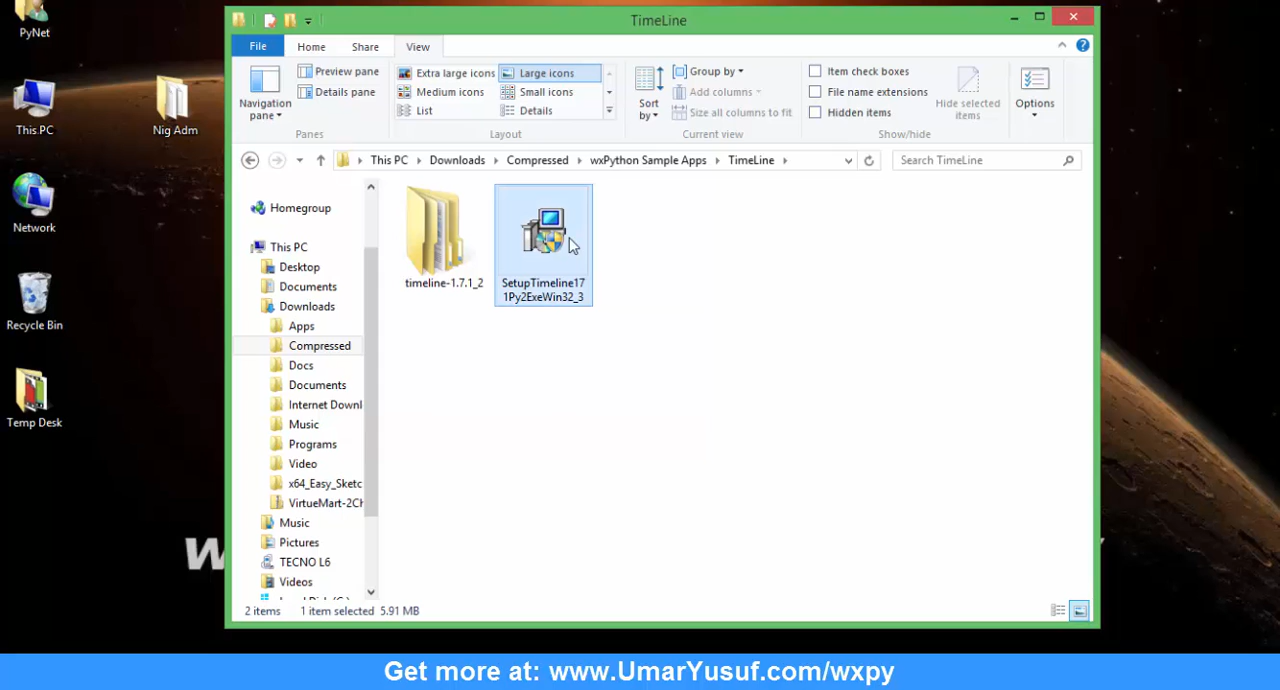 PyNet
This PC
Nig Adm
Network
Recycle Bin
Temp Desk
TimeLine
File
Home
Share
View
Navigation
pane
Preview pane
Details pane
Panes
Extra large icons
Large icons
Medium icons
Small icons
List
Details
Layout
Sort
by
Group by
Add columns
Size all columns to fit
Current view
Item check boxes
File name extensions
Hidden items
Hide selected
items
Show/hide
Options
This PC
Downloads
Compressed
wxPython Sample Apps
TimeLine
Search TimeLine
Homegroup
This PC
Desktop
Documents
Downloads
Apps
Compressed
Docs
Documents
Internet Downl
Music
Programs
Video
x64_Easy_Sketc
VirtueMart-2Ch
Music
Pictures
TECNO L6
Videos
timeline-1.7.1_2
SetupTimeline17
1Py2ExeWin32_3
2 items
1 item selected 5.91 MB
Get more at: www.UmarYusuf.com/wxpy